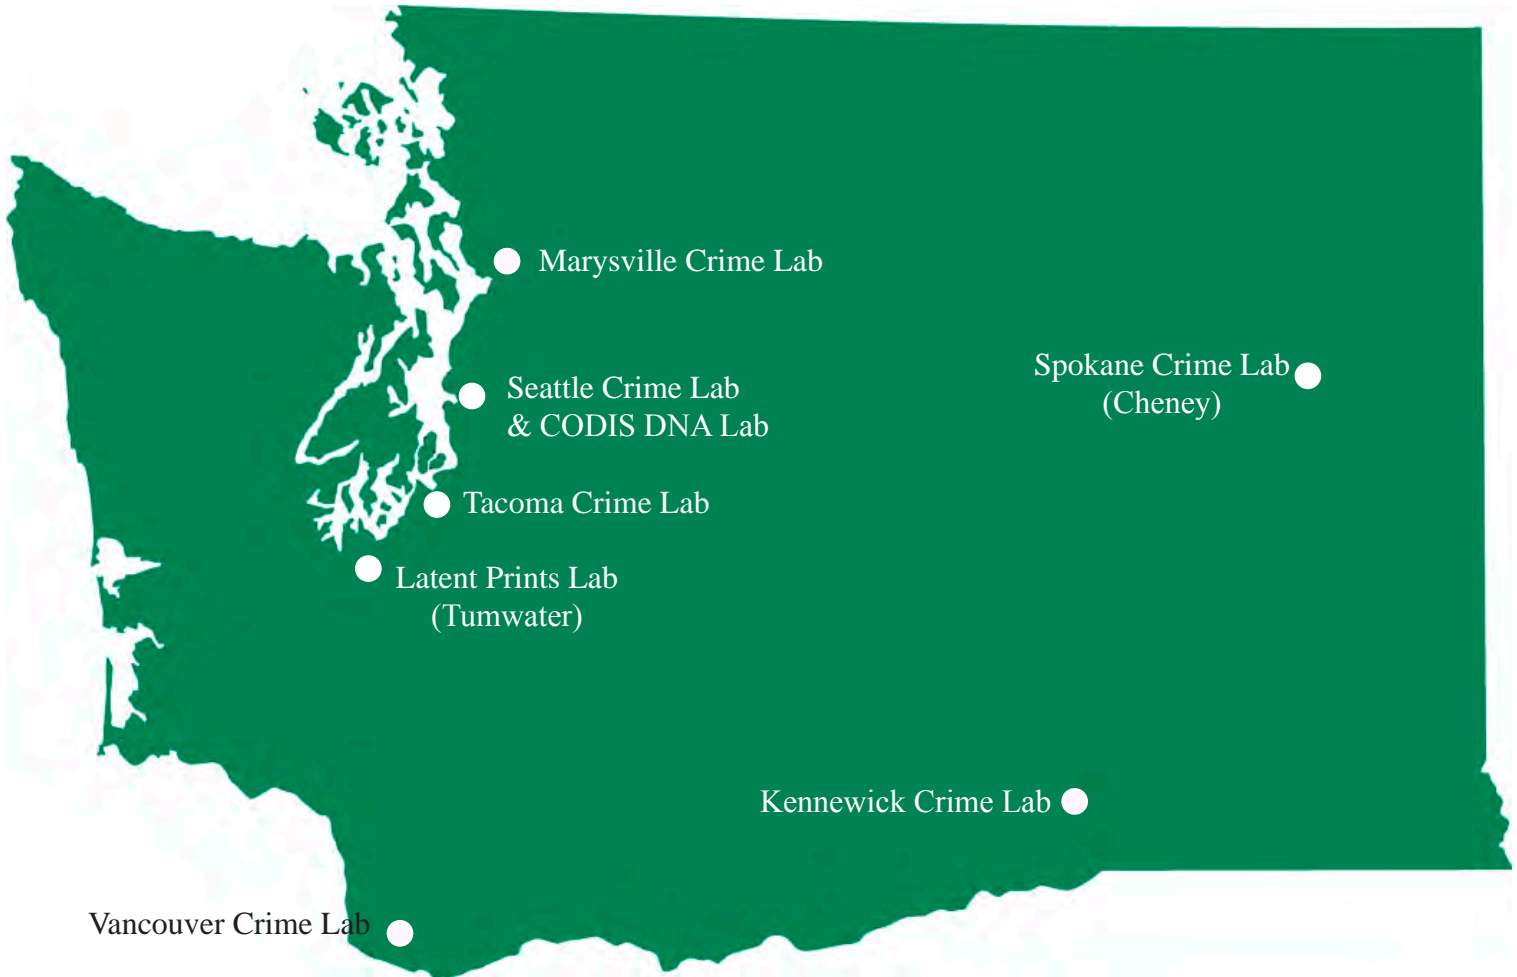 Marysville Crime Lab
Spokane Crime Lab
(Cheney)
Seattle Crime Lab
& CODIS DNA Lab
Tacoma Crime Lab
Latent Prints Lab
(Tumwater)
Kennewick Crime Lab
Vancouver Crime Lab